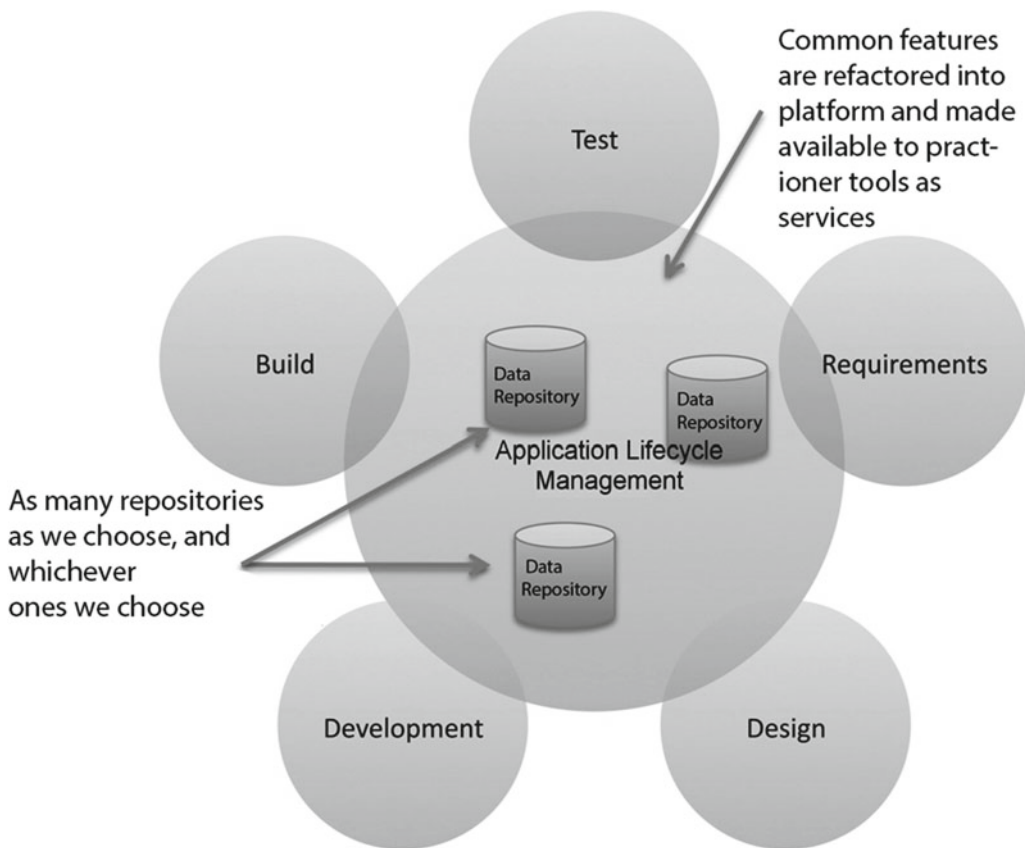 Common features
are refactored into
platform and made
available to pract-
ioner tools as
services
Test
Build
Requirements
Data
Repository
Data
Repository
Application Lifecycle
Management
As many repositories
as we choose, and
whichever
ones we choose
Data
Repository
Development
Design